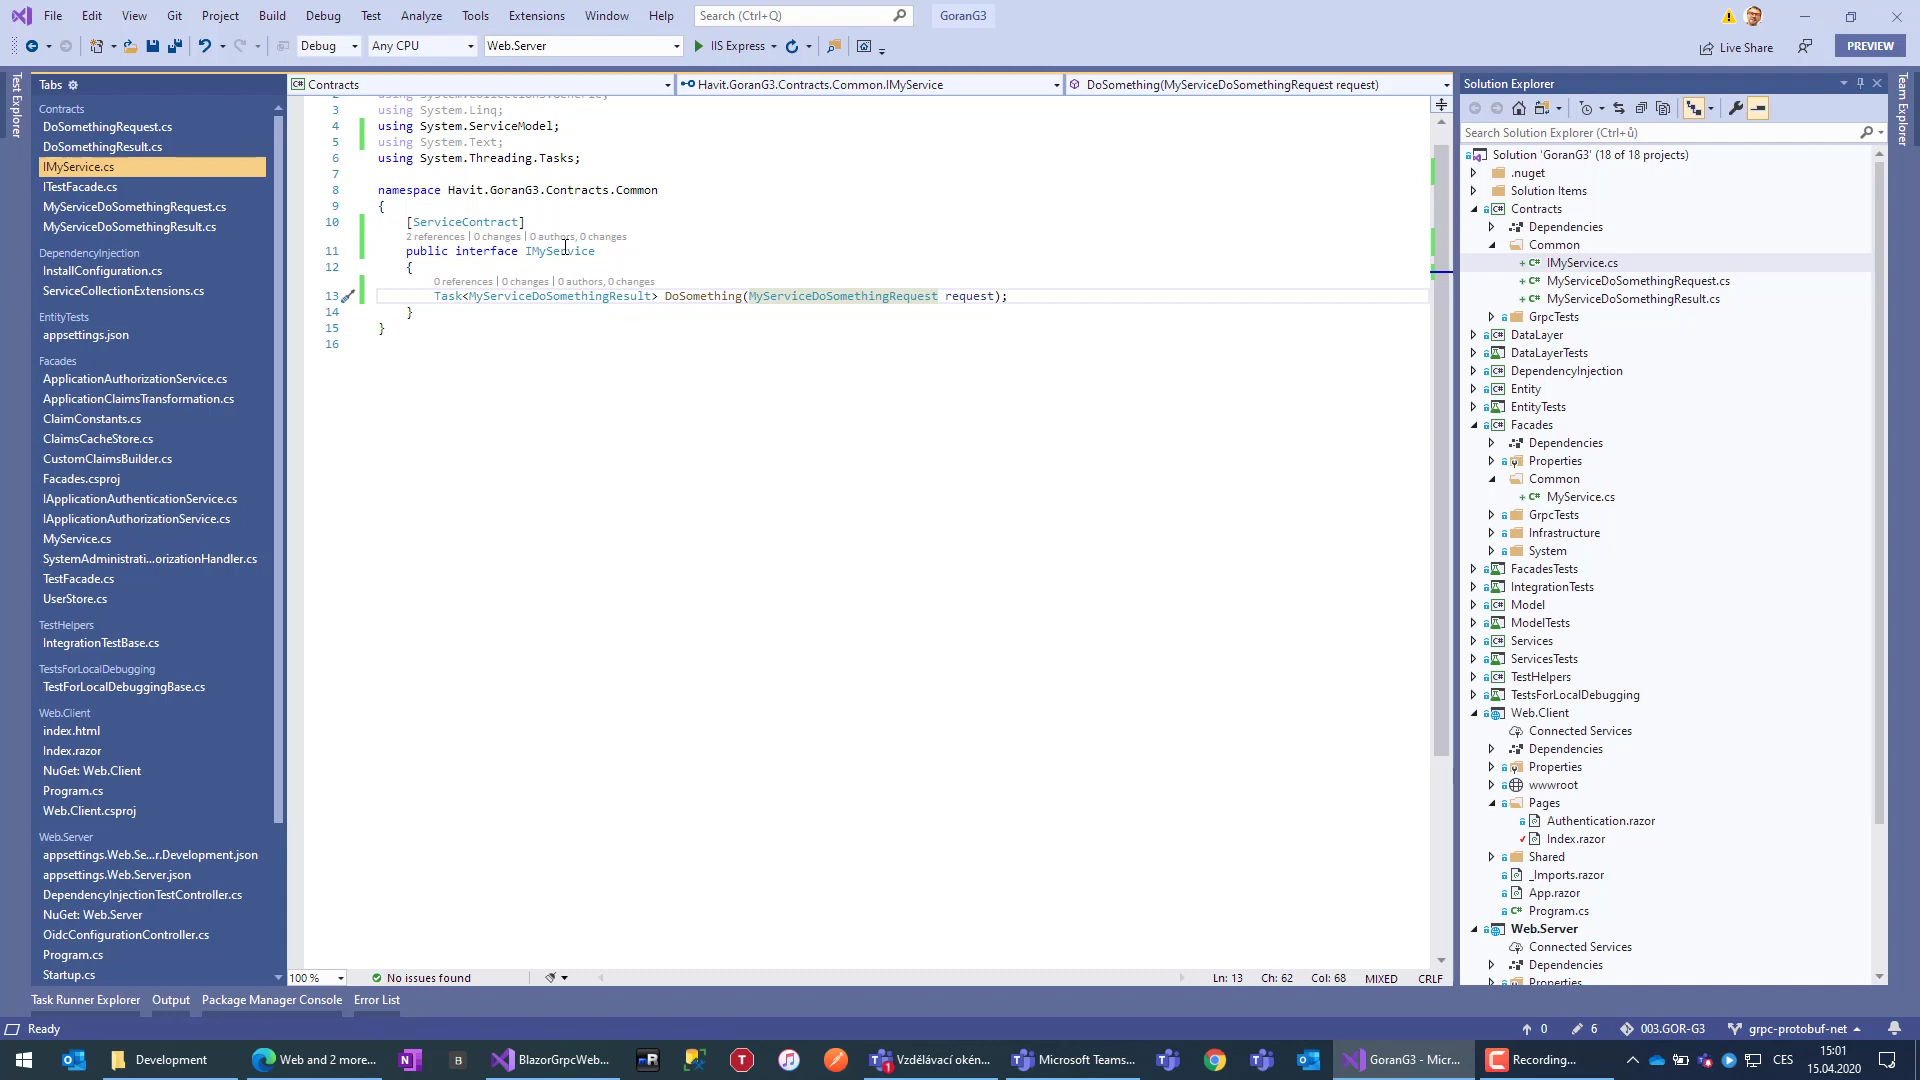 File Edit View Git Project Build Debug Test Analyze Tools Extensions Window Help Search (Ctrl+Q) GoranG3
Debug Any CPU Web.Server IIS Express Live Share PREVIEW
Test Explorer
Tabs
Contracts
DoSomethingRequest.cs
DoSomethingResult.cs
IMyService.cs
ITestFacade.cs
MyServiceDoSomethingRequest.cs
MyServiceDoSomethingResult.cs
DependencyInjection
InstallConfiguration.cs
ServiceCollectionExtensions.cs
EntityTests
appsettings.json
Facades
ApplicationAuthorizationService.cs
ApplicationClaimsTransformation.cs
ClaimConstants.cs
ClaimsCacheStore.cs
CustomClaimsBuilder.cs
Facades.csproj
IApplicationAuthenticationService.cs
IApplicationAuthorizationService.cs
MyService.cs
SystemAdministrati...orizationHandler.cs
TestFacade.cs
UserStore.cs
TestHelpers
IntegrationTestBase.cs
TestsForLocalDebugging
TestForLocalDebuggingBase.cs
Web.Client
index.html
Index.razor
NuGet: Web.Client
Program.cs
Web.Client.csproj
Web.Server
appsettings.Web.Se...r.Development.json
appsettings.Web.Server.json
DependencyInjectionTestController.cs
NuGet: Web.Server
OidcConfigurationController.cs
Program.cs
Startup.cs
Contracts Havit.GoranG3.Contracts.Common.IMyService DoSomething(MyServiceDoSomethingRequest request)
2 using System.Collections.Generic;
3 using System.Linq;
4 using System.ServiceModel;
5 using System.Text;
6 using System.Threading.Tasks;
7
8 namespace Havit.GoranG3.Contracts.Common
9 {
10 [ServiceContract]
2 references | 0 changes | 0 authors, 0 changes
11 public interface IMyService
12 {
0 references | 0 changes | 0 authors, 0 changes
13 Task<MyServiceDoSomethingResult> DoSomething(MyServiceDoSomethingRequest request);
14 }
15 }
16
100 % No issues found Ln: 13 Ch: 62 Col: 68 MIXED CRLF
Solution Explorer
Search Solution Explorer (Ctrl+ů)
Solution 'GoranG3' (18 of 18 projects)
.nuget
Solution Items
Contracts
Dependencies
Common
IMyService.cs
MyServiceDoSomethingRequest.cs
MyServiceDoSomethingResult.cs
GrpcTests
DataLayer
DataLayerTests
DependencyInjection
Entity
EntityTests
Facades
Dependencies
Properties
Common
MyService.cs
GrpcTests
Infrastructure
System
FacadesTests
IntegrationTests
Model
ModelTests
Services
ServicesTests
TestHelpers
TestsForLocalDebugging
Web.Client
Connected Services
Dependencies
Properties
wwwroot
Pages
Authentication.razor
Index.razor
Shared
_Imports.razor
App.razor
Program.cs
Web.Server
Connected Services
Dependencies
Properties
Team Explorer
Task Runner Explorer Output Package Manager Console Error List
Ready 0 6 003.GOR-G3 grpc-protobuf-net
Development Web and 2 more... BlazorGrpcWeb... Vzdělávací okén... Microsoft Teams... GoranG3 - Micr... Recording... CES 15:01
15.04.2020